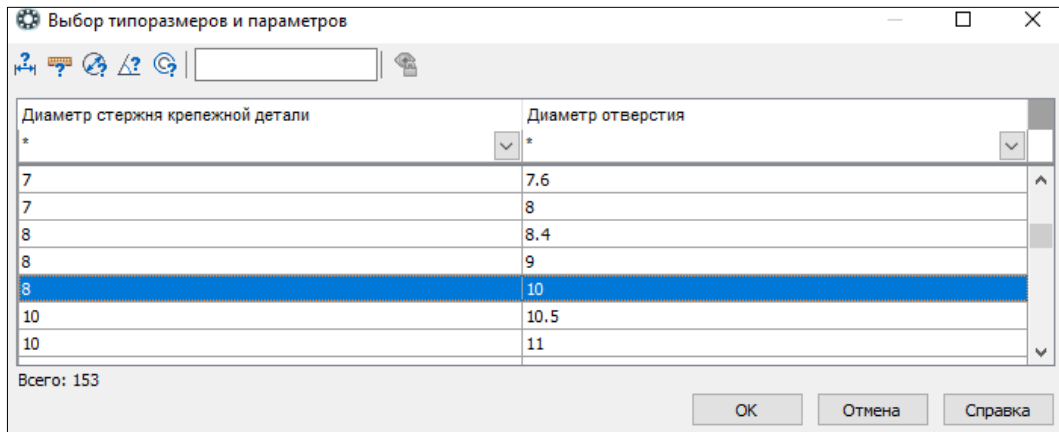 Выбор типоразмеров и параметров
Диаметр стержня крепежной детали Диаметр отверстия
* *
7 7.6
7 8
8 8.4
8 9
8 10
10 10.5
10 11
Всего: 153
OK Отмена Справка